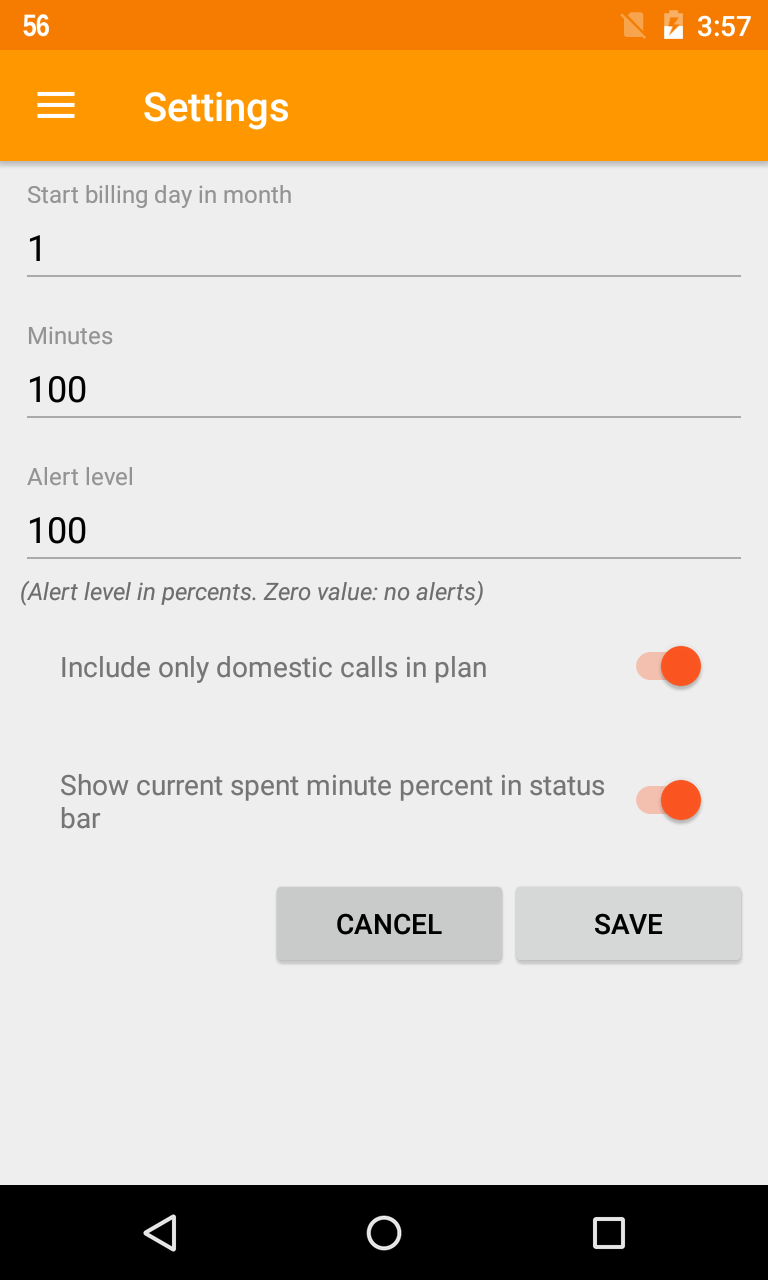 56
3:57
Settings
Start billing day in month
1
Minutes
100
Alert level
100
(Alert level in percents. Zero value: no alerts)
Include only domestic calls in plan
Show current spent minute percent in status
bar
CANCEL
SAVE